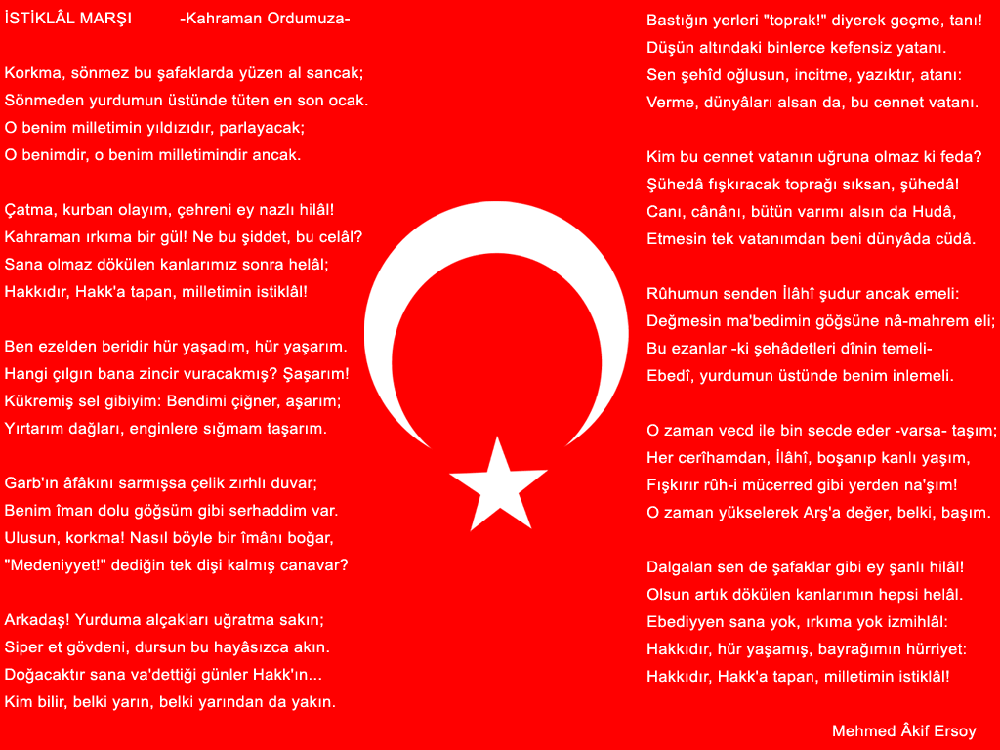 İSTİKLÂL MARŞI -Kahraman Ordumuza-
Korkma, sönmez bu şafaklarda yüzen al sancak;
Sönmeden yurdumun üstünde tüten en son ocak.
O benim milletimin yıldızıdır, parlayacak;
O benimdir, o benim milletimindir ancak.
Çatma, kurban olayım, çehreni ey nazlı hilâl!
Kahraman ırkıma bir gül! Ne bu şiddet, bu celâl?
Sana olmaz dökülen kanlarımız sonra helâl;
Hakkıdır, Hakk'a tapan, milletimin istiklâl!
Ben ezelden beridir hür yaşadım, hür yaşarım.
Hangi çılgın bana zincir vuracakmış? Şaşarım!
Kükremiş sel gibiyim: Bendimi çiğner, aşarım;
Yırtarım dağları, enginlere sığmam taşarım.
Garb'ın âfâkını sarmışsa çelik zırhlı duvar;
Benim îman dolu göğsüm gibi serhaddim var.
Ulusun, korkma! Nasıl böyle bir îmânı boğar,
"Medeniyyet!" dediğin tek dişi kalmış canavar?
Arkadaş! Yurduma alçakları uğratma sakın;
Siper et gövdeni, dursun bu hayâsızca akın.
Doğacaktır sana va'dettiği günler Hakk'ın...
Kim bilir, belki yarın, belki yarından da yakın.
Bastığın yerleri "toprak!" diyerek geçme, tanı!
Düşün altındaki binlerce kefensiz yatanı.
Sen şehîd oğlusun, incitme, yazıktır, atanı:
Verme, dünyâları alsan da, bu cennet vatanı.
Kim bu cennet vatanın uğruna olmaz ki feda?
Şühedâ fışkıracak toprağı sıksan, şühedâ!
Canı, cânânı, bütün varımı alsın da Hudâ,
Etmesin tek vatanımdan beni dünyâda cüdâ.
Rûhumun senden İlâhî şudur ancak emeli:
Değmesin ma'bedimin göğsüne nâ-mahrem eli;
Bu ezanlar -ki şehâdetleri dînin temeli-
Ebedî, yurdumun üstünde benim inlemeli.
O zaman vecd ile bin secde eder -varsa- taşım;
Her cerîhamdan, İlâhî, boşanıp kanlı yaşım,
Fışkırır rûh-i mücerred gibi yerden na'şım!
O zaman yükselerek Arş'a değer, belki, başım.
Dalgalan sen de şafaklar gibi ey şanlı hilâl!
Olsun artık dökülen kanlarımın hepsi helâl.
Ebediyyen sana yok, ırkıma yok izmihlâl:
Hakkıdır, hür yaşamış, bayrağımın hürriyet:
Hakkıdır, Hakk'a tapan, milletimin istiklâl!
Mehmed Âkif Ersoy